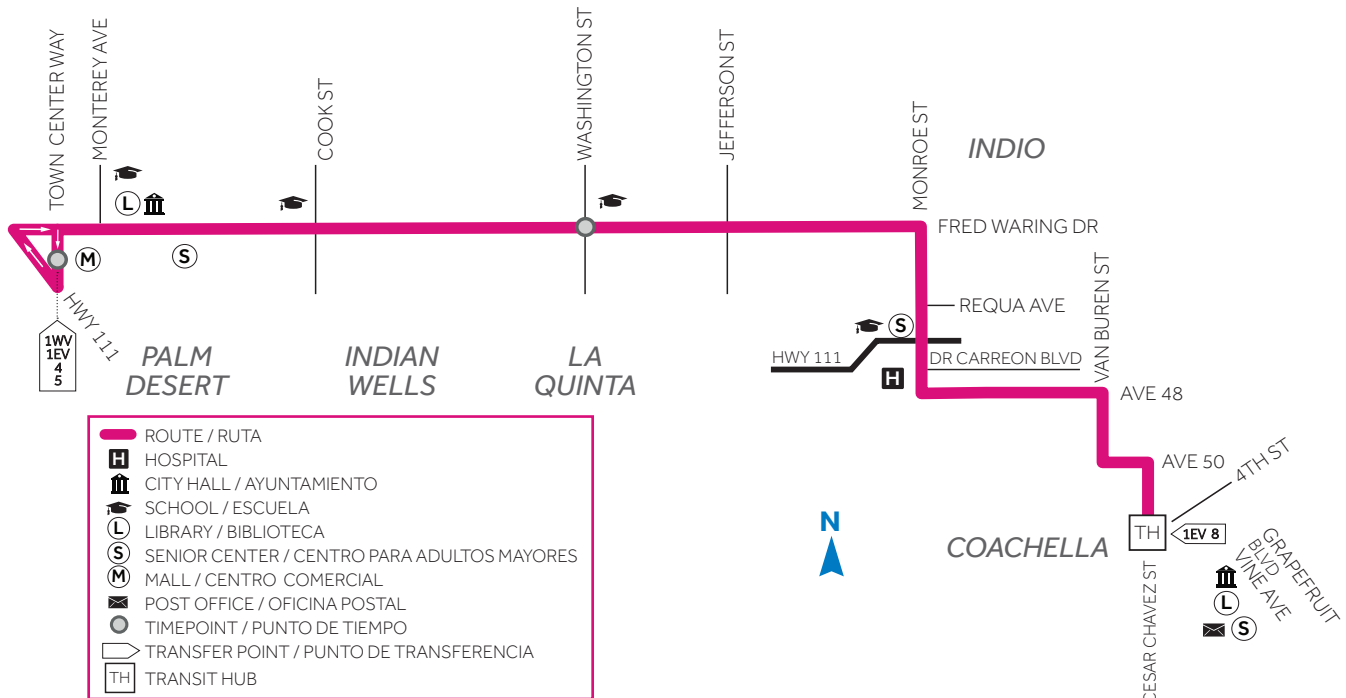 TOWN CENTER WAY
MONTEREY AVE
COOK ST
WASHINGTON ST
JEFFERSON ST
MONROE ST
INDIO
L
FRED WARING DR
M
S
VAN BUREN ST
HWY 111
REQUA AVE
S
1WV
1EV
4
5
PALM
DESERT
INDIAN
WELLS
LA
QUINTA
HWY 111
DR CARREON BLVD
H
AVE 48
ROUTE / RUTA
H HOSPITAL
CITY HALL / AYUNTAMIENTO
SCHOOL / ESCUELA
L LIBRARY / BIBLIOTECA
S SENIOR CENTER / CENTRO PARA ADULTOS MAYORES
M MALL / CENTRO COMERCIAL
POST OFFICE / OFICINA POSTAL
TIMEPOINT / PUNTO DE TIEMPO
TRANSFER POINT / PUNTO DE TRANSFERENCIA
TH TRANSIT HUB
N
AVE 50
4TH ST
COACHELLA
TH
1EV 8
GRAPEFRUIT
BLVD
VINE AVE
L
S
CESAR CHAVEZ ST